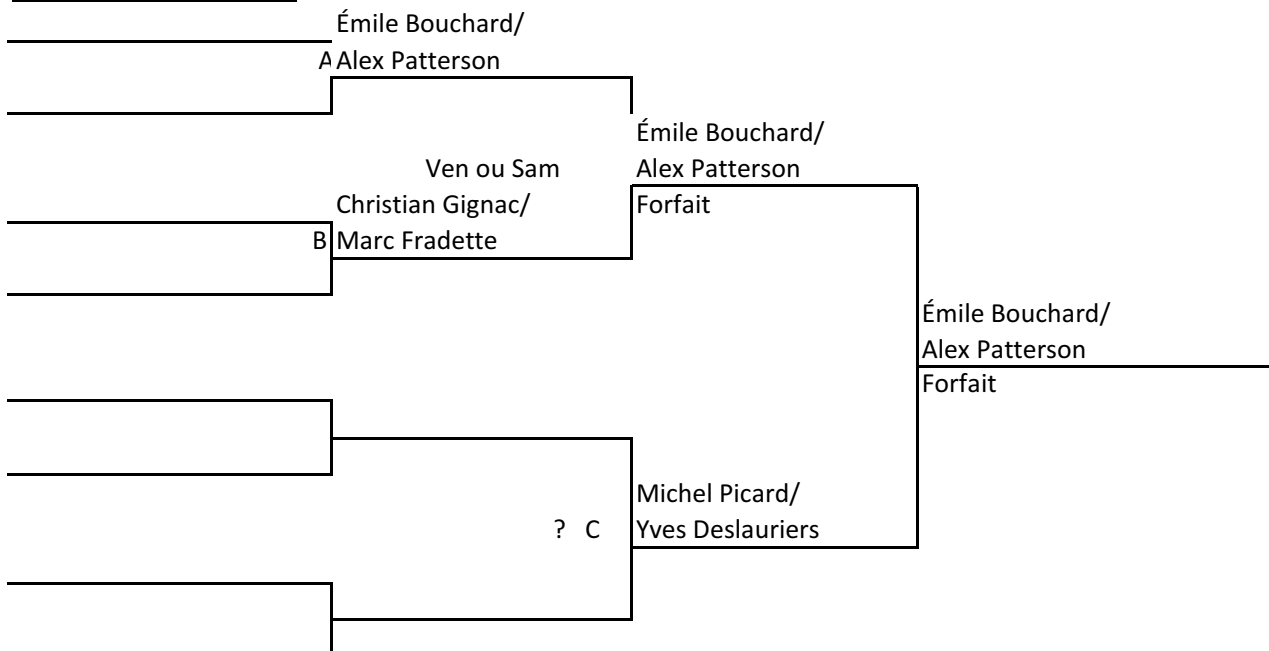 Émile Bouchard/
A Alex Patterson
Émile Bouchard/
Ven ou Sam Alex Patterson
Christian Gignac/ Forfait
B Marc Fradette
Émile Bouchard/
Alex Patterson
Forfait
Michel Picard/
? C Yves Deslauriers